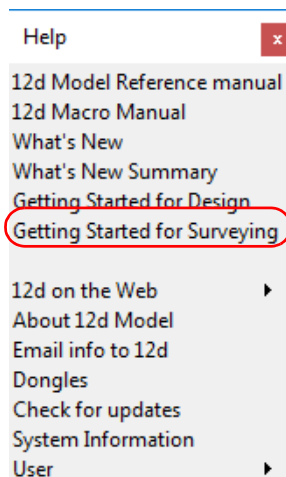 Help
x
12d Model Reference manual
12d Macro Manual
What's New
What's New Summary
Getting Started for Design
Getting Started for Surveying
12d on the Web
About 12d Model
Email info to 12d
Dongles
Check for updates
System Information
User